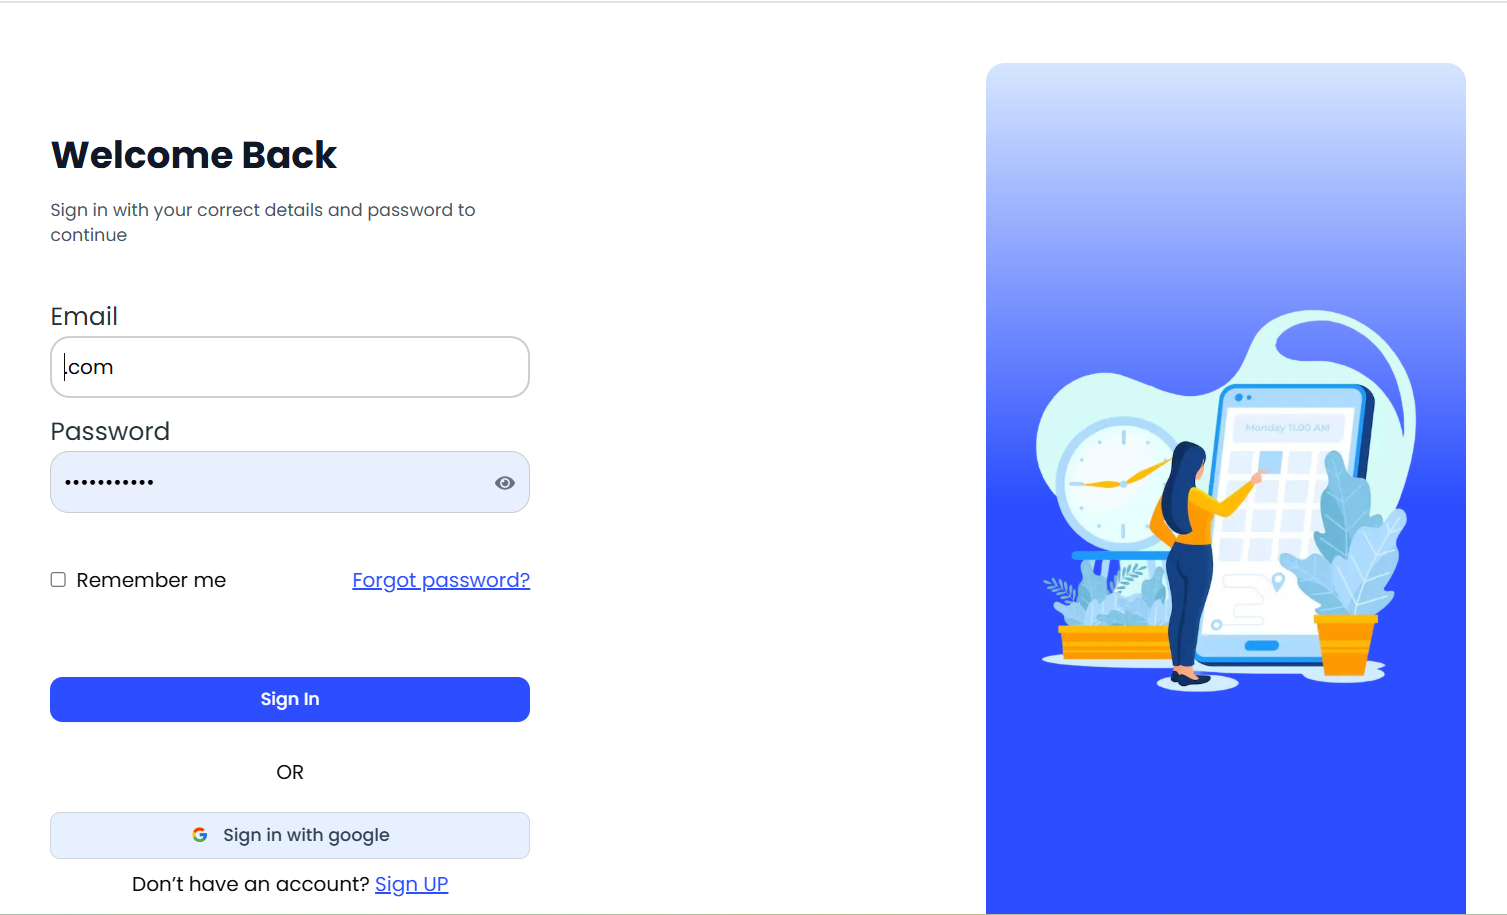 Welcome Back
Sign in with your correct details and password to
continue
Email
.com
Password
•••••••••••
Remember me
Forgot password?
Sign In
OR
Sign in with google
Don’t have an account? Sign UP
Monday 11.00 AM